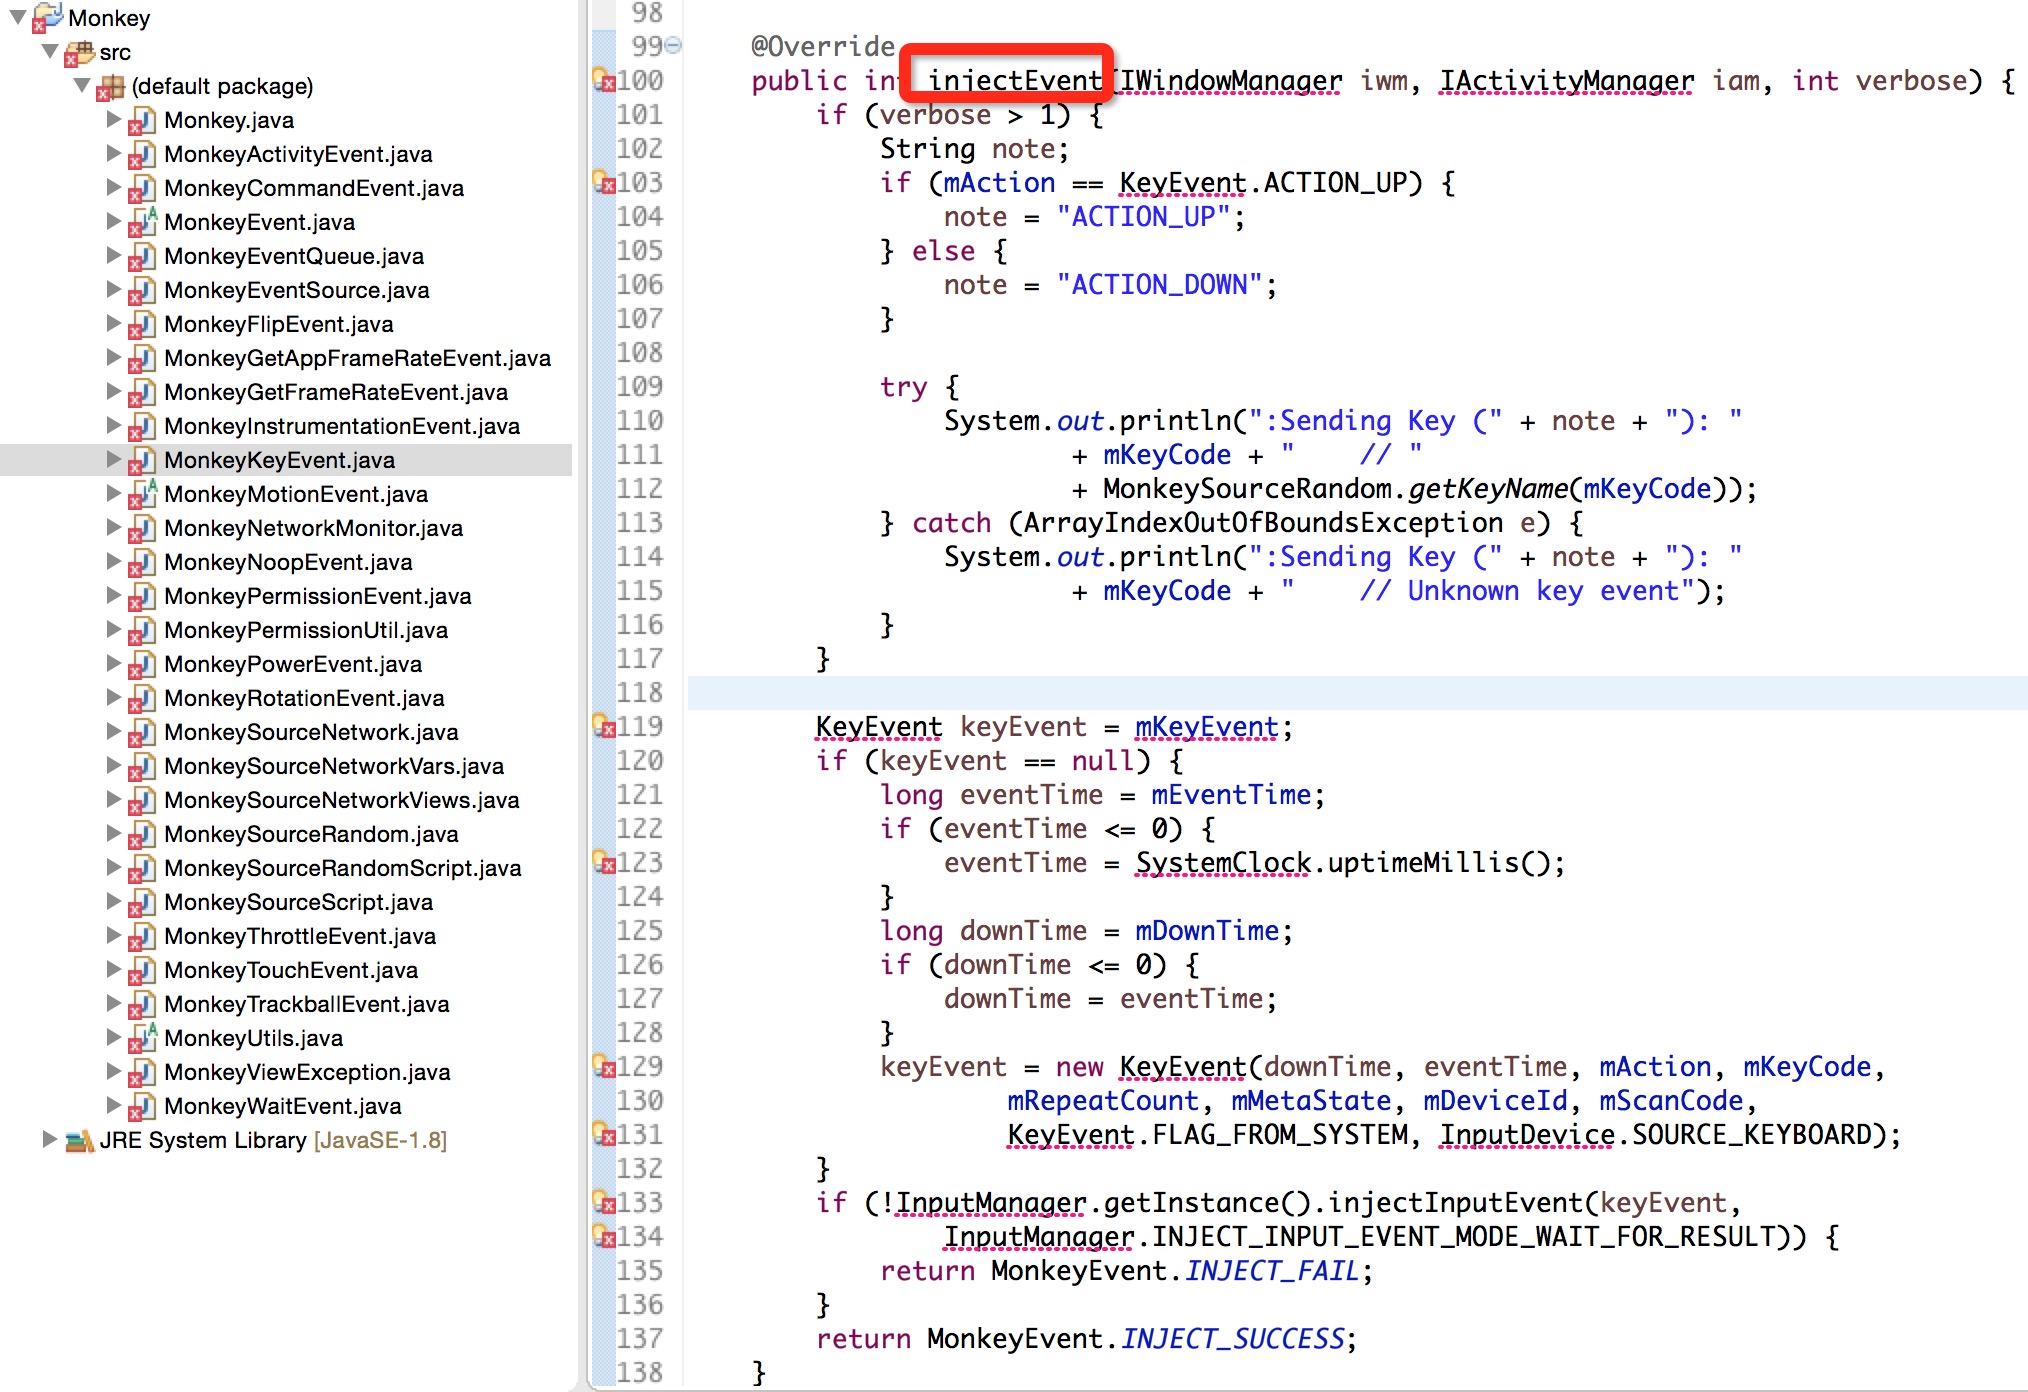 Monkey
src
(default package)
Monkey.java
MonkeyActivityEvent.java
MonkeyCommandEvent.java
MonkeyEvent.java
MonkeyEventQueue.java
MonkeyEventSource.java
MonkeyFlipEvent.java
MonkeyGetAppFrameRateEvent.java
MonkeyGetFrameRateEvent.java
MonkeyInstrumentationEvent.java
MonkeyKeyEvent.java
MonkeyMotionEvent.java
MonkeyNetworkMonitor.java
MonkeyNoopEvent.java
MonkeyPermissionEvent.java
MonkeyPermissionUtil.java
MonkeyPowerEvent.java
MonkeyRotationEvent.java
MonkeySourceNetwork.java
MonkeySourceNetworkVars.java
MonkeySourceNetworkViews.java
MonkeySourceRandom.java
MonkeySourceRandomScript.java
MonkeySourceScript.java
MonkeyThrottleEvent.java
MonkeyTouchEvent.java
MonkeyTrackballEvent.java
MonkeyUtils.java
MonkeyViewException.java
MonkeyWaitEvent.java
JRE System Library [JavaSE-1.8]
98
99 @Override
100 public int injectEvent(IWindowManager iwm, IActivityManager iam, int verbose) {
101 if (verbose > 1) {
102 String note;
103 if (mAction == KeyEvent.ACTION_UP) {
104 note = "ACTION_UP";
105 } else {
106 note = "ACTION_DOWN";
107 }
108
109 try {
110 System.out.println(":Sending Key (" + note + "): "
111 + mKeyCode + "    // "
112 + MonkeySourceRandom.getKeyName(mKeyCode));
113 } catch (ArrayIndexOutOfBoundsException e) {
114 System.out.println(":Sending Key (" + note + "): "
115 + mKeyCode + "    // Unknown key event");
116 }
117 }
118
119 KeyEvent keyEvent = mKeyEvent;
120 if (keyEvent == null) {
121 long eventTime = mEventTime;
122 if (eventTime <= 0) {
123 eventTime = SystemClock.uptimeMillis();
124 }
125 long downTime = mDownTime;
126 if (downTime <= 0) {
127 downTime = eventTime;
128 }
129 keyEvent = new KeyEvent(downTime, eventTime, mAction, mKeyCode,
130 mRepeatCount, mMetaState, mDeviceId, mScanCode,
131 KeyEvent.FLAG_FROM_SYSTEM, InputDevice.SOURCE_KEYBOARD);
132 }
133 if (!InputManager.getInstance().injectInputEvent(keyEvent,
134 InputManager.INJECT_INPUT_EVENT_MODE_WAIT_FOR_RESULT)) {
135 return MonkeyEvent.INJECT_FAIL;
136 }
137 return MonkeyEvent.INJECT_SUCCESS;
138 }